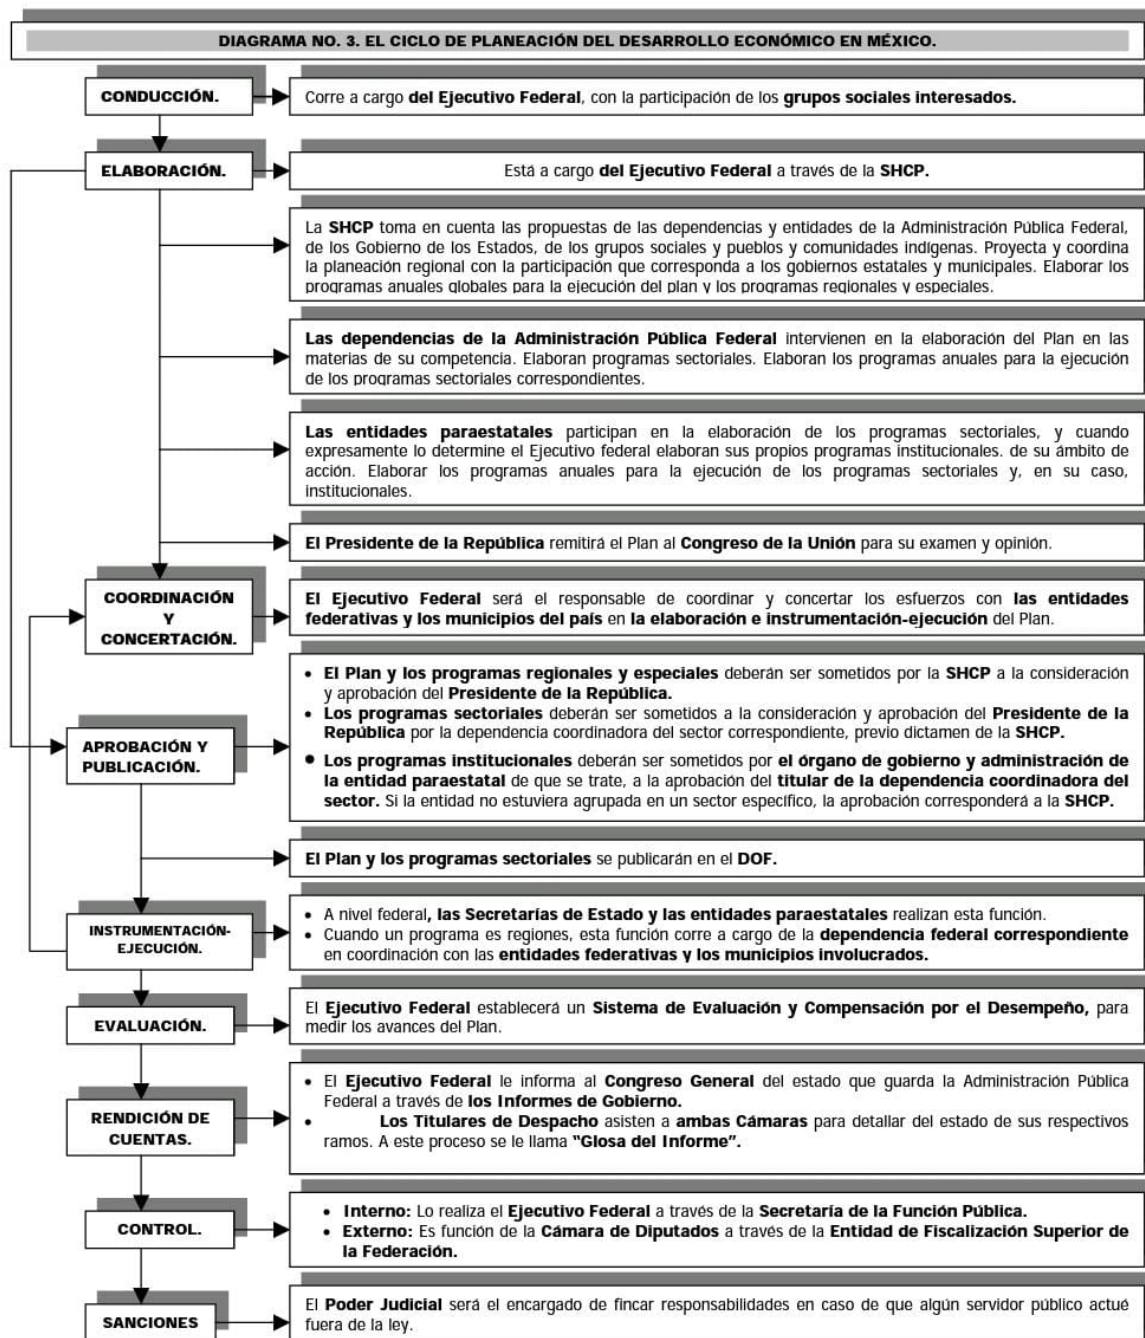 DIAGRAMA NO. 3. EL CICLO DE PLANEACIÓN DEL DESARROLLO ECONÓMICO EN MÉXICO.
CONDUCCIÓN.
Corre a cargo del Ejecutivo Federal, con la participación de los grupos sociales interesados.
ELABORACIÓN.
Está a cargo del Ejecutivo Federal a través de la SHCP.
La SHCP toma en cuenta las propuestas de las dependencias y entidades de la Administración Pública Federal,
de los Gobierno de los Estados, de los grupos sociales y pueblos y comunidades indígenas. Proyecta y coordina
la planeación regional con la participación que corresponda a los gobiernos estatales y municipales. Elaborar los
programas anuales globales para la ejecución del plan y los programas regionales y especiales.
Las dependencias de la Administración Pública Federal intervienen en la elaboración del Plan en las
materias de su competencia. Elaboran programas sectoriales. Elaboran los programas anuales para la ejecución
de los programas sectoriales correspondientes.
Las entidades paraestatales participan en la elaboración de los programas sectoriales, y cuando
expresamente lo determine el Ejecutivo federal elaboran sus propios programas institucionales. de su ámbito de
acción. Elaborar los programas anuales para la ejecución de los programas sectoriales y, en su caso,
institucionales.
El Presidente de la República remitirá el Plan al Congreso de la Unión para su examen y opinión.
COORDINACIÓN
Y
CONCERTACIÓN.
El Ejecutivo Federal será el responsable de coordinar y concertar los esfuerzos con las entidades
federativas y los municipios del país en la elaboración e instrumentación-ejecución del Plan.
APROBACIÓN Y
PUBLICACIÓN.
• El Plan y los programas regionales y especiales deberán ser sometidos por la SHCP a la consideración
y aprobación del Presidente de la República.
• Los programas sectoriales deberán ser sometidos a la consideración y aprobación del Presidente de la
República por la dependencia coordinadora del sector correspondiente, previo dictamen de la SHCP.
• Los programas institucionales deberán ser sometidos por el órgano de gobierno y administración de
la entidad paraestatal de que se trate, a la aprobación del titular de la dependencia coordinadora del
sector. Si la entidad no estuviera agrupada en un sector específico, la aprobación corresponderá a la SHCP.
El Plan y los programas sectoriales se publicarán en el DOF.
INSTRUMENTACIÓN-
EJECUCIÓN.
• A nivel federal, las Secretarías de Estado y las entidades paraestatales realizan esta función.
• Cuando un programa es regiones, esta función corre a cargo de la dependencia federal correspondiente
en coordinación con las entidades federativas y los municipios involucrados.
EVALUACIÓN.
El Ejecutivo Federal establecerá un Sistema de Evaluación y Compensación por el Desempeño, para
medir los avances del Plan.
RENDICIÓN DE
CUENTAS.
• El Ejecutivo Federal le informa al Congreso General del estado que guarda la Administración Pública
Federal a través de los Informes de Gobierno.
• Los Titulares de Despacho asisten a ambas Cámaras para detallar del estado de sus respectivos
ramos. A este proceso se le llama “Glosa del Informe”.
CONTROL.
• Interno: Lo realiza el Ejecutivo Federal a través de la Secretaría de la Función Pública.
• Externo: Es función de la Cámara de Diputados a través de la Entidad de Fiscalización Superior de
la Federación.
SANCIONES
El Poder Judicial será el encargado de fincar responsabilidades en caso de que algún servidor público actué
fuera de la ley.